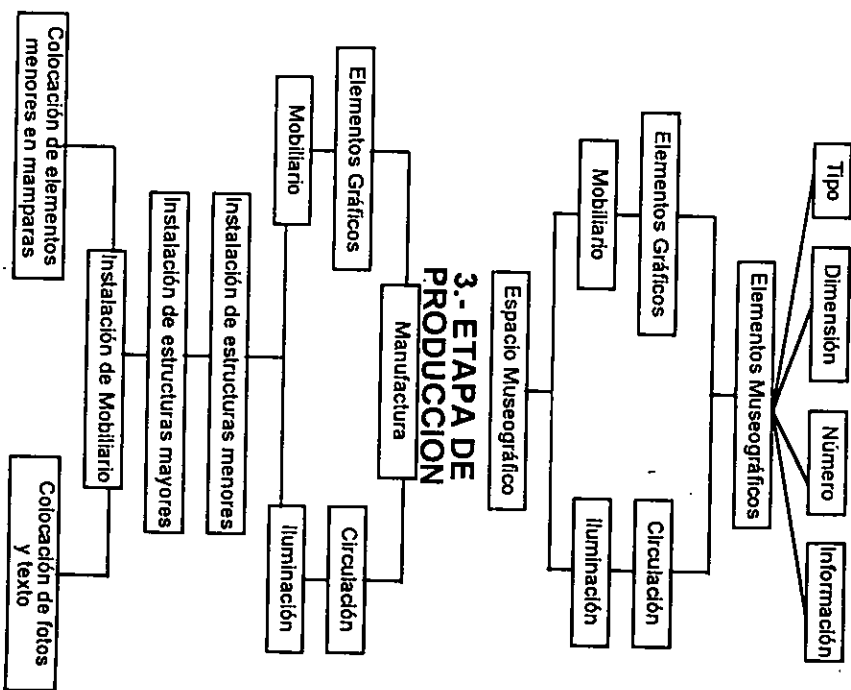 Tipo
Dimensión
Número
Información
Elementos Museográficos
Elementos Gráficos
Circulación
Mobiliario
Iluminación
Espacio Museográfico
3.- ETAPA DE
PRODUCCION
Manufactura
Elementos Gráficos
Circulación
Mobiliario
Iluminación
Instalación de estructuras menores
Instalación de estructuras mayores
Instalación de Mobiliario
Colocación de elementos
menores en mamparas
Colocación de fotos
y texto